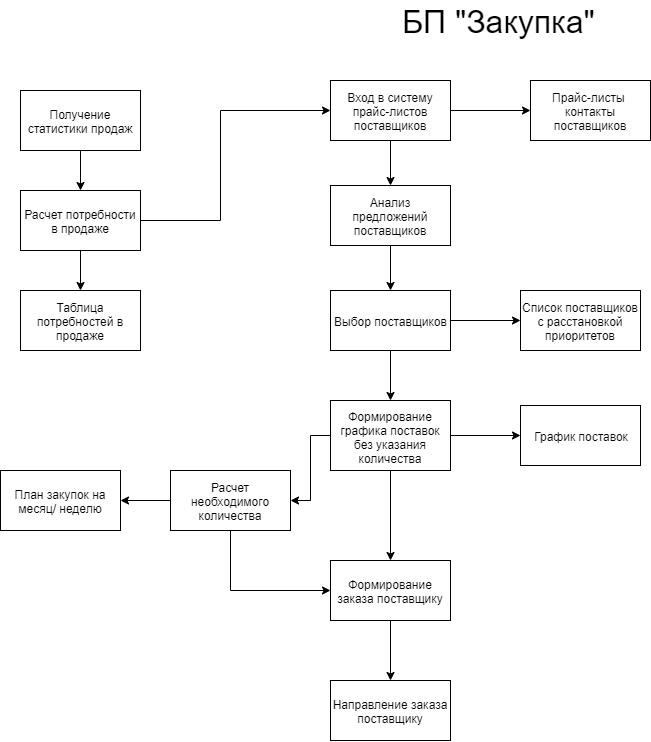 БП "Закупка"
Получение
статистики продаж
Вход в систему
прайс-листов
поставщиков
Прайс-листы
контакты
поставщиков
Расчет потребности
в продаже
Анализ
предложений
поставщиков
Таблица
потребностей в
продаже
Выбор поставщиков
Список поставщиков
с расстановкой
приоритетов
Формирование
графика поставок
без указания
количества
График поставок
План закупок на
месяц/ неделю
Расчет
необходимого
количества
Формирование
заказа поставщику
Направление заказа
поставщику